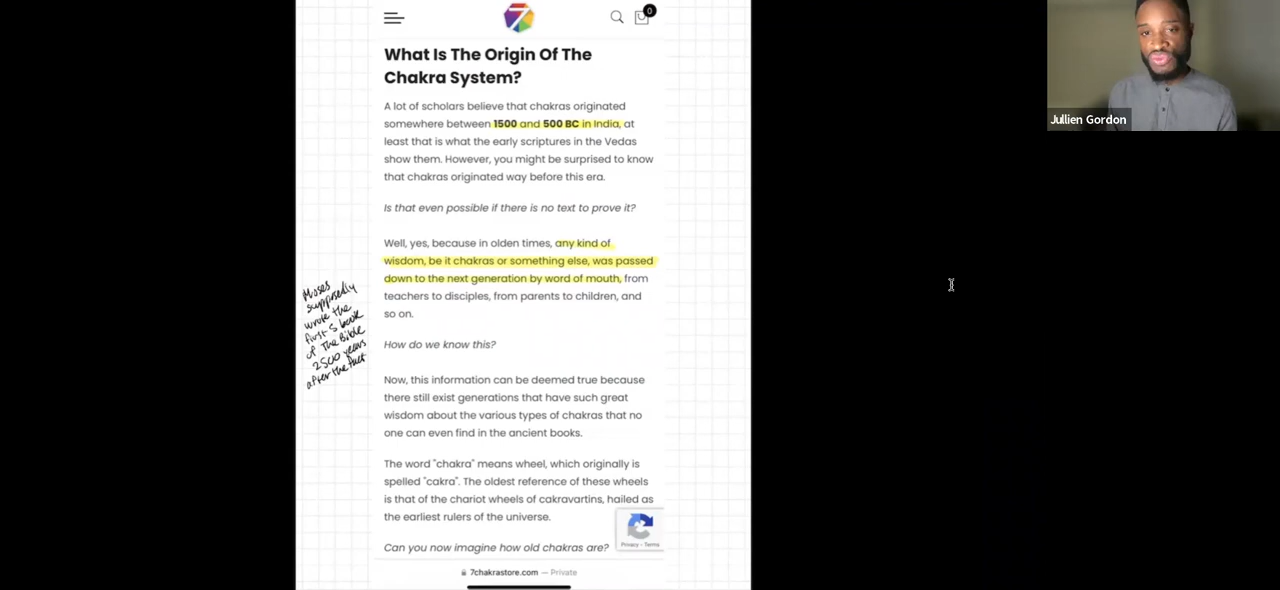 7
0
What Is The Origin Of The
Chakra System?
A lot of scholars believe that chakras originated
somewhere between 1500 and 500 BC in India, at
least that is what the early scriptures in the Vedas
show them. However, you might be surprised to know
that chakras originated way before this era.
Is that even possible if there is no text to prove it?
Well, yes, because in olden times, any kind of
wisdom, be it chakras or something else, was passed
down to the next generation by word of mouth, from
teachers to disciples, from parents to children, and
so on.
How do we know this?
Now, this information can be deemed true because
there still exist generations that have such great
wisdom about the various types of chakras that no
one can even find in the ancient books.
The word "chakra" means wheel, which originally is
spelled "cakra". The oldest reference of these wheels
is that of the chariot wheels of cakravartins, hailed as
the earliest rulers of the universe.
Can you now imagine how old chakras are?
Privacy - Terms
7chakrastore.com — Private
Moses
supposedly
wrote the
first 5 book
of The Bible
2500 years
after the fact
Jullien Gordon